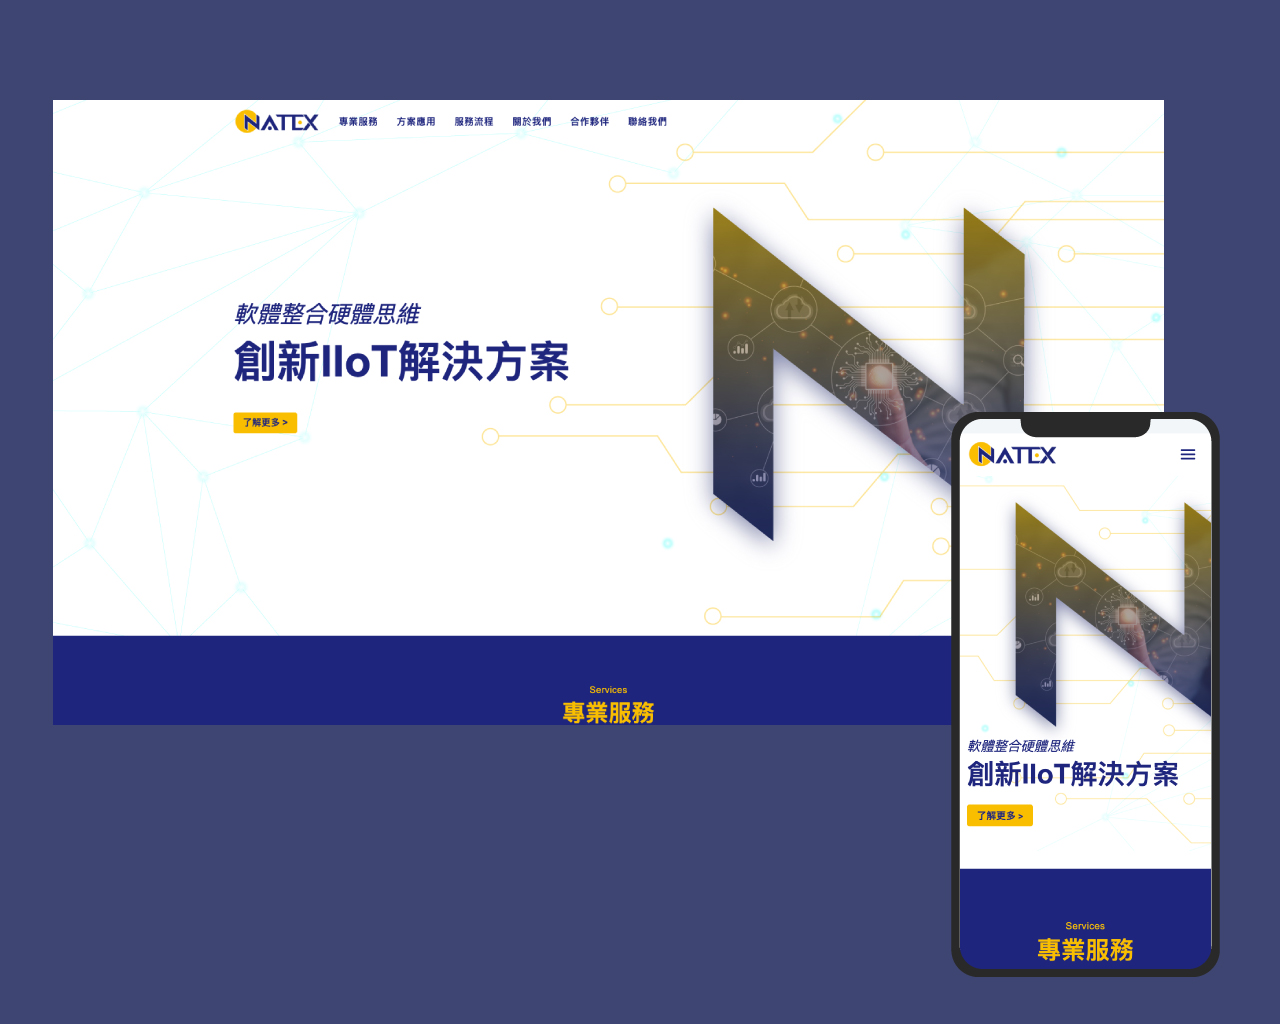 NATEX 專業服務 方案應用 服務流程 關於我們 合作夥伴 聯絡我們
軟體整合硬體思維
創新IIoT解決方案
了解更多 >
Services
專業服務
NATEX
軟體整合硬體思維
創新IIoT解決方案
了解更多 >
Services
專業服務